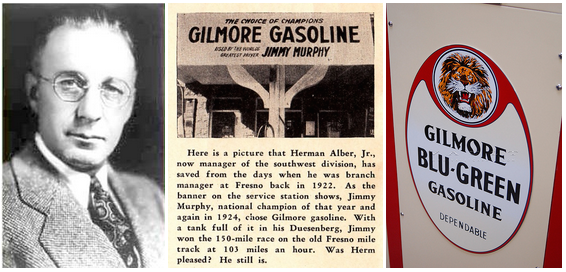 THE CHOICE OF CHAMPIONS
GILMORE GASOLINE
USED BY THE WORLDS
GREATEST DRIVER JIMMY MURPHY
Here is a picture that Herman Alber, Jr.,
now manager of the southwest division, has
saved from the days when he was branch
manager at Fresno back in 1922. As the
banner on the service station shows, Jimmy
Murphy, national champion of that year and
again in 1924, chose Gilmore gasoline. With
a tank full of it in his Duesenberg, Jimmy
won the 150-mile race on the old Fresno mile
track at 103 miles an hour. Was Herm
pleased? He still is.
GILMORE
BLU-GREEN
GASOLINE
DEPENDABLE